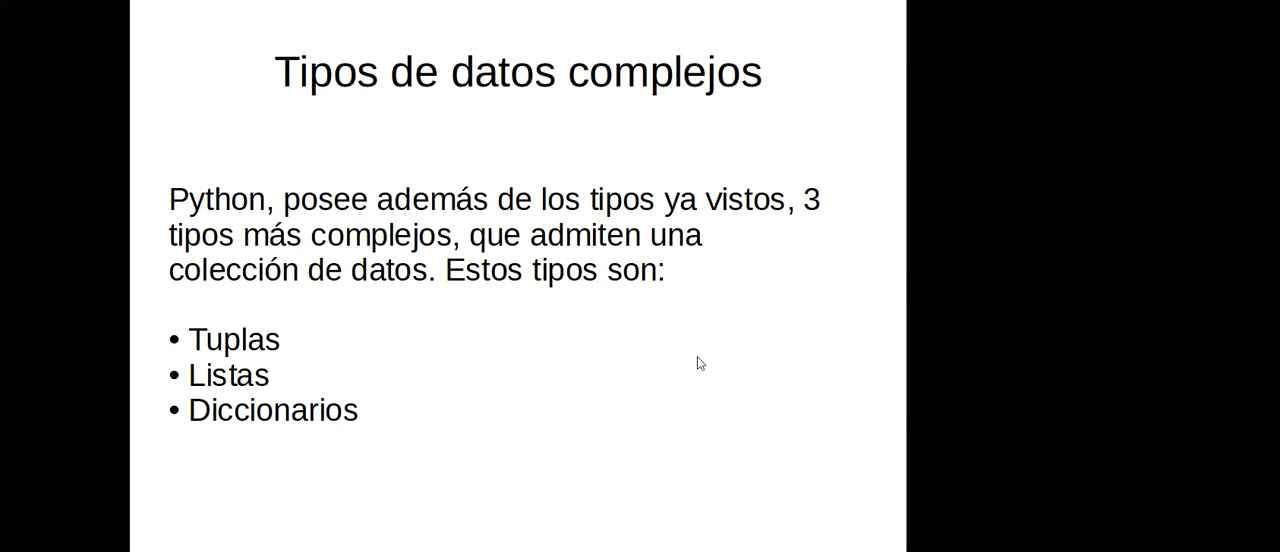 Tipos de datos complejos
Python, posee además de los tipos ya vistos, 3
tipos más complejos, que admiten una
colección de datos. Estos tipos son:
• Tuplas
• Listas
• Diccionarios